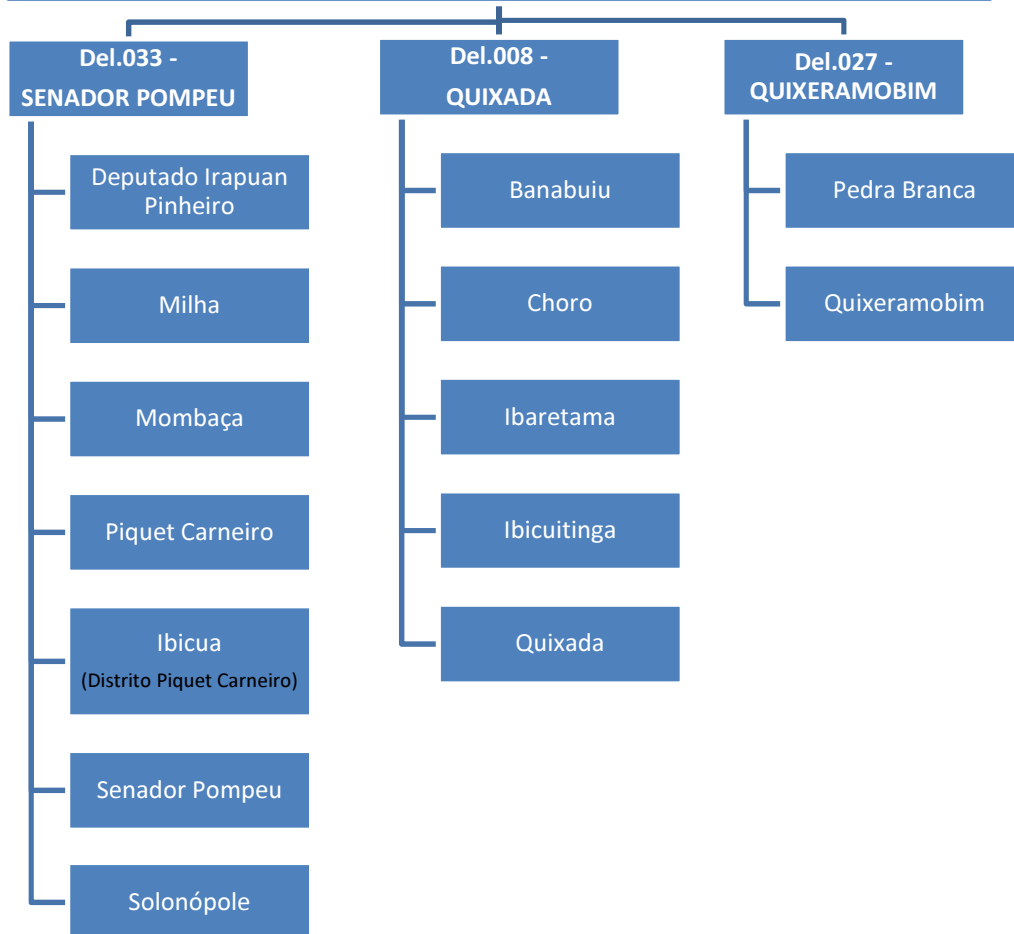 Del.033 -
SENADOR POMPEU
Deputado Irapuan
Pinheiro
Milha
Mombaça
Piquet Carneiro
Ibicua
(Distrito Piquet Carneiro)
Senador Pompeu
Solonópole
Del.008 -
QUIXADA
Banabuiu
Choro
Ibaretama
Ibicuitinga
Quixada
Del.027 -
QUIXERAMOBIM
Pedra Branca
Quixeramobim